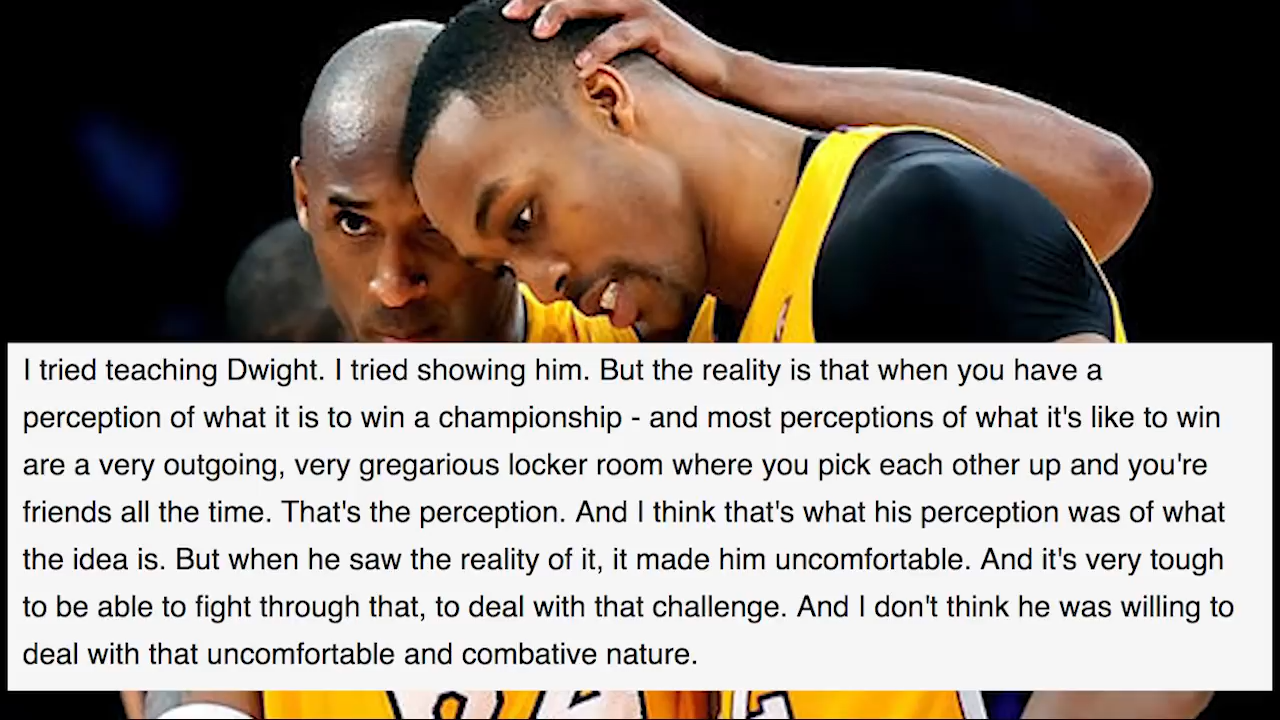 I tried teaching Dwight. I tried showing him. But the reality is that when you have a
perception of what it is to win a championship - and most perceptions of what it's like to win
are a very outgoing, very gregarious locker room where you pick each other up and you're
friends all the time. That's the perception. And I think that's what his perception was of what
the idea is. But when he saw the reality of it, it made him uncomfortable. And it's very tough
to be able to fight through that, to deal with that challenge. And I don't think he was willing to
deal with that uncomfortable and combative nature.